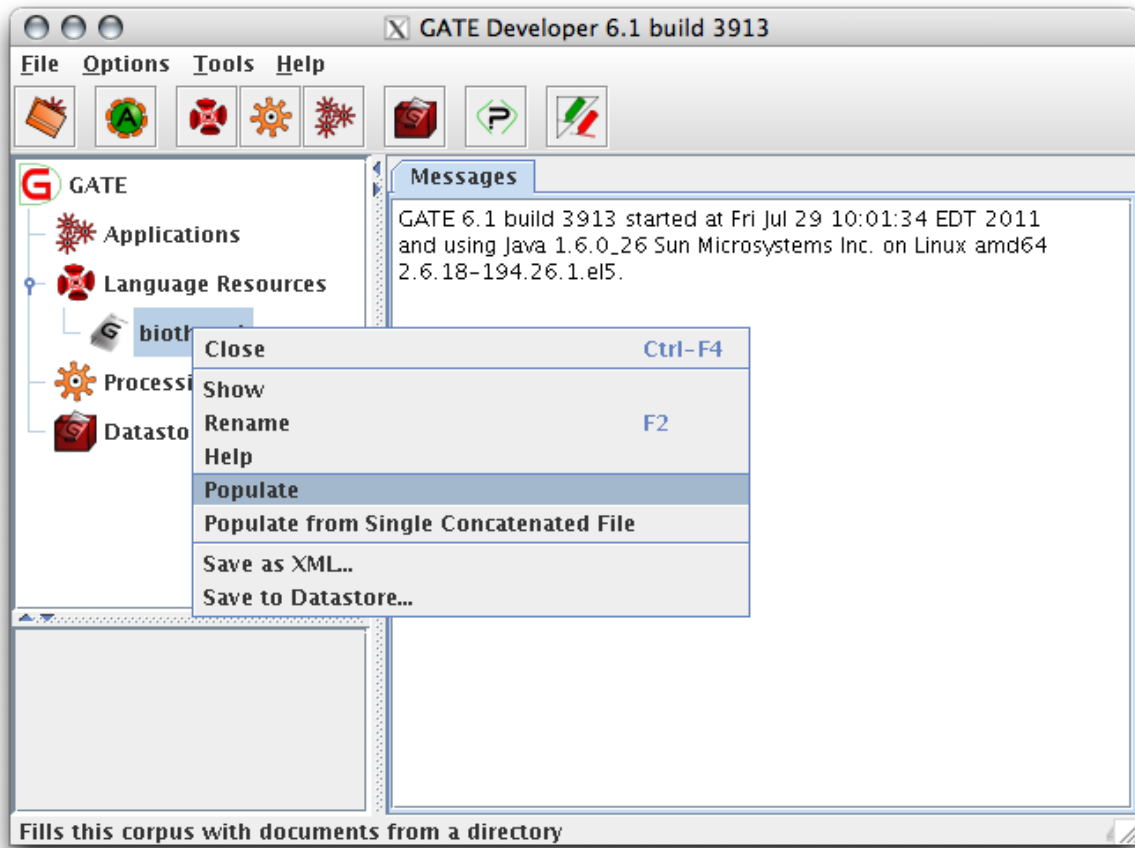 GATE Developer 6.1 build 3913
File Options Tools Help
GATE
Applications
Language Resources
Messages
GATE 6.1 build 3913 started at Fri Jul 29 10:01:34 EDT 2011
and using Java 1.6.0_26 Sun Microsystems Inc. on Linux amd64
2.6.18-194.26.1.el5.
Close Ctrl-F4
Show
Rename F2
Help
Populate
Populate from Single Concatenated File
Save as XML...
Save to Datastore...
Fills this corpus with documents from a directory